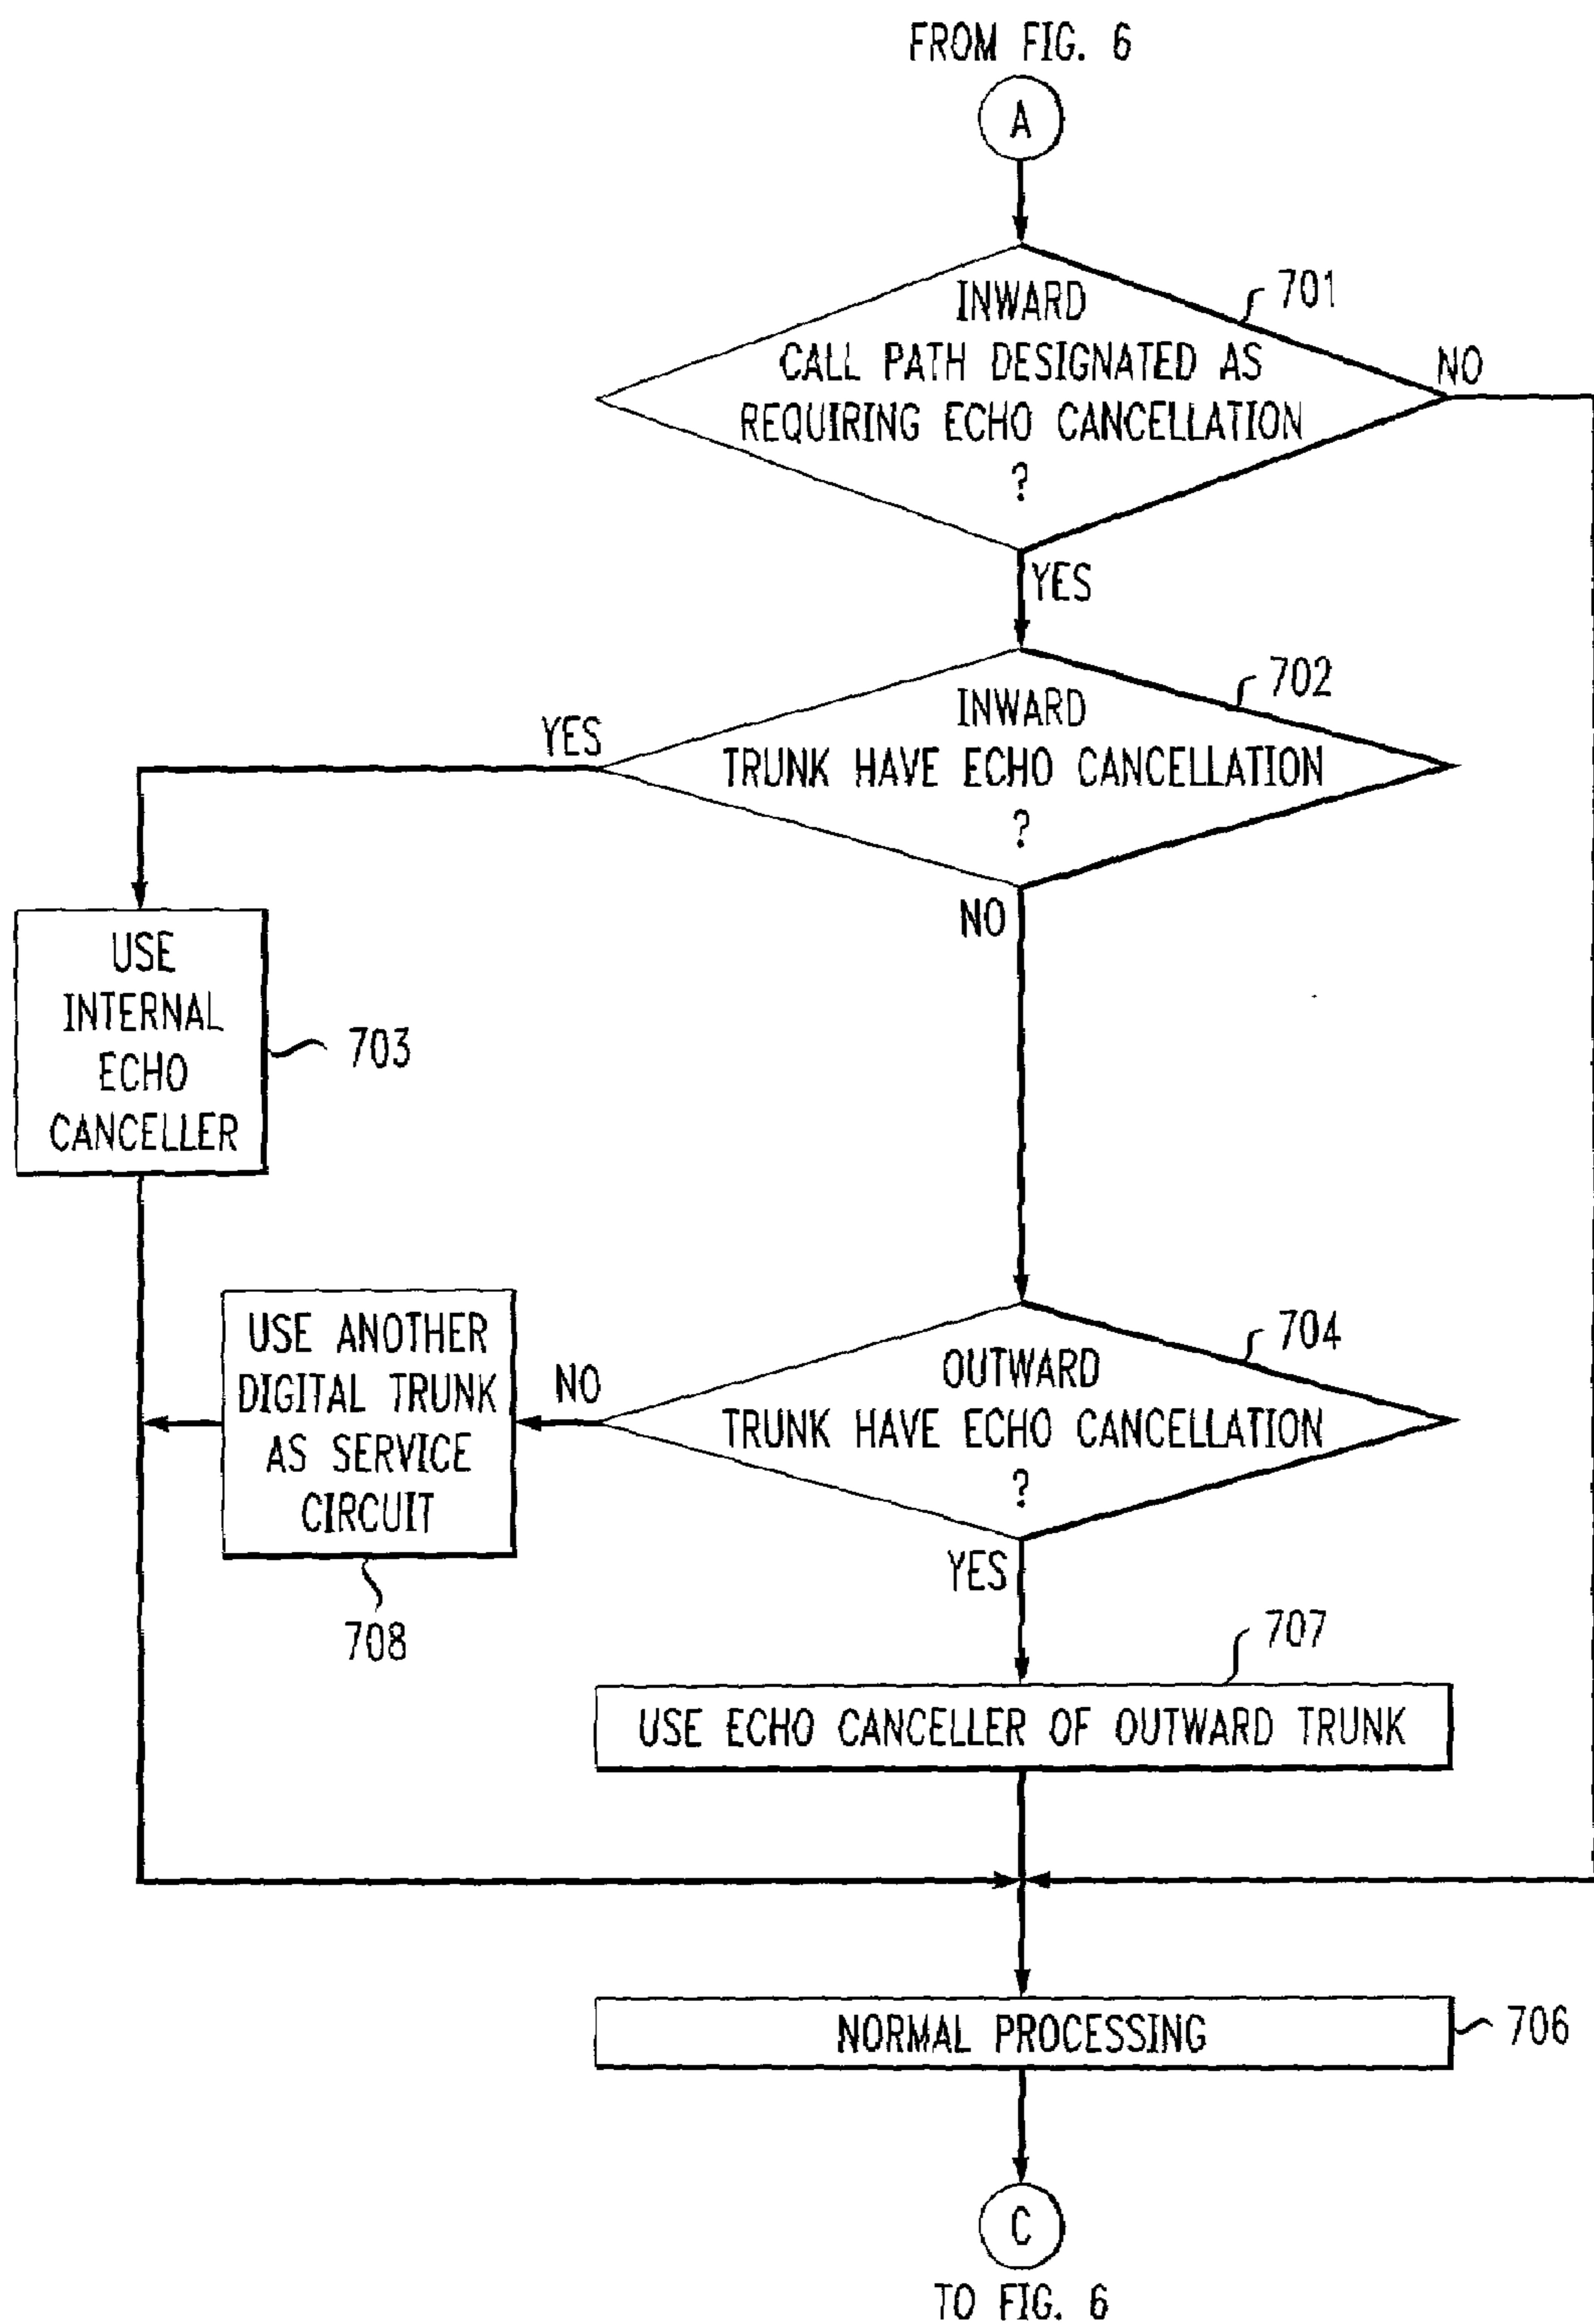 FROM FIG. 6
A
INWARD
CALL PATH DESIGNATED AS
REQUIRING ECHO CANCELLATION
?
701
NO
YES
INWARD
TRUNK HAVE ECHO CANCELLATION
?
702
YES
NO
USE
INTERNAL
ECHO
CANCELLER
703
OUTWARD
TRUNK HAVE ECHO CANCELLATION
?
704
NO
USE ANOTHER
DIGITAL TRUNK
AS SERVICE
CIRCUIT
708
YES
707
USE ECHO CANCELLER OF OUTWARD TRUNK
NORMAL PROCESSING
706
C
TO FIG. 6